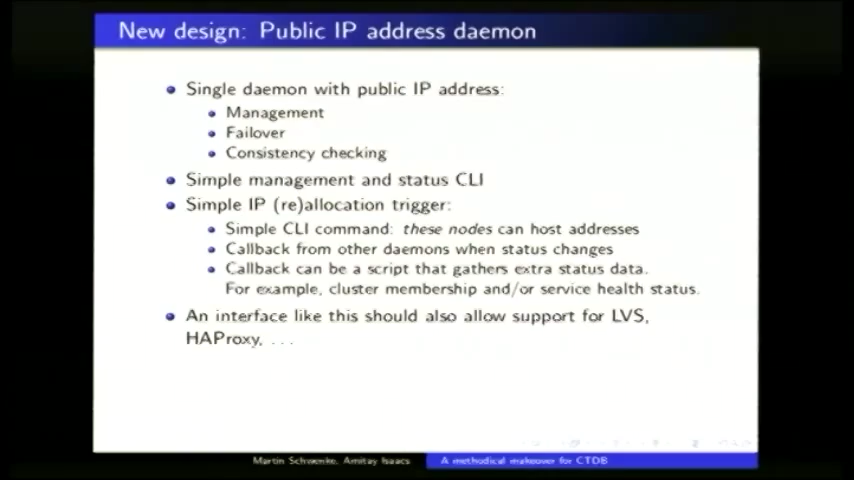 New design: Public IP address daemon
Single daemon with public IP address:
Management
Failover
Consistency checking
Simple management and status CLI
Simple IP (re)allocation trigger:
Simple CLI command: these nodes can host addresses
Callback from other daemons when status changes
Callback can be a script that gathers extra status data.
For example, cluster membership and/or service health status.
An interface like this should also allow support for LVS,
HAProxy, ...
Martin Schwenke, Amitay Isaacs
A methodical makeover for CTDB